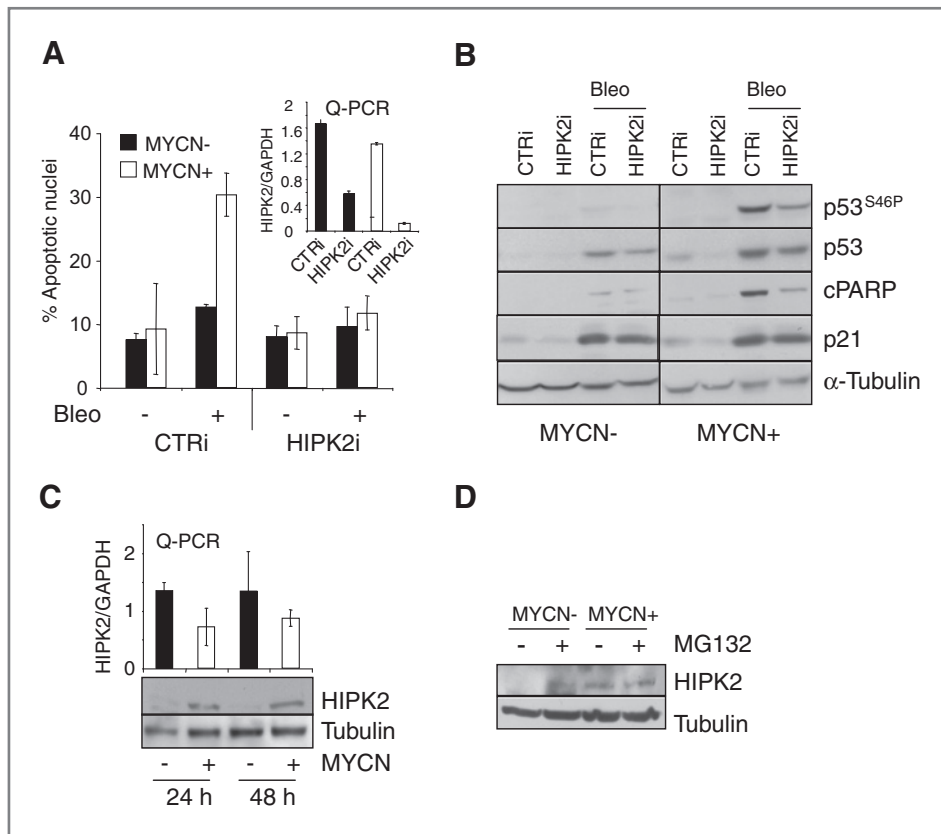 A
Q-PCR
HIPK2/GAPDH
2
1.6
1.2
0.8
0.4
0
CTRi
HIPK2i
CTRi
HIPK2i
MYCN-
MYCN+
% Apoptotic nuclei
40
30
20
10
0
Bleo - + - +
CTRi HIPK2i
B
Bleo Bleo
CTRi HIPK2i CTRi HIPK2i CTRi HIPK2i CTRi HIPK2i
p53S46P
p53
cPARP
p21
α-Tubulin
MYCN- MYCN+
C
Q-PCR
HIPK2/GAPDH
2
1
0
HIPK2
Tubulin
- + - + MYCN
24 h 48 h
D
MYCN- MYCN+
- + - + MG132
HIPK2
Tubulin